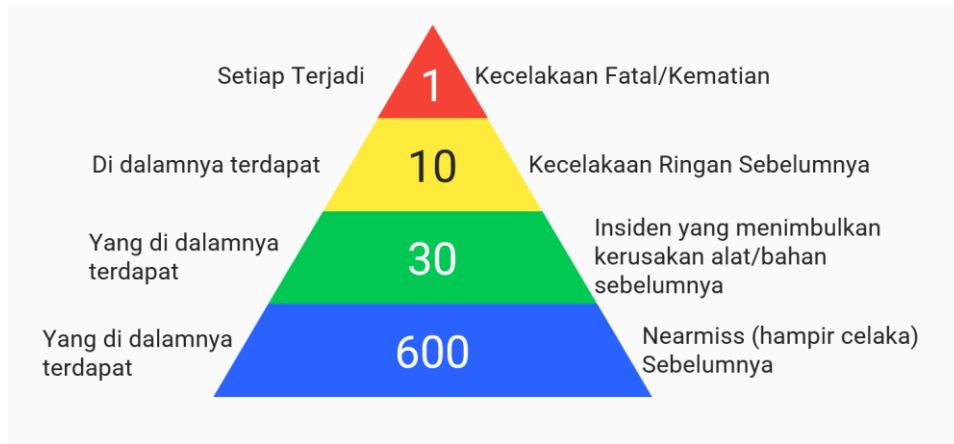 Setiap Terjadi
1
Kecelakaan Fatal/Kematian
Di dalamnya terdapat
10
Kecelakaan Ringan Sebelumnya
Yang di dalamnya
terdapat
30
Insiden yang menimbulkan
kerusakan alat/bahan
sebelumnya
Yang di dalamnya
terdapat
600
Nearmiss (hampir celaka)
Sebelumnya